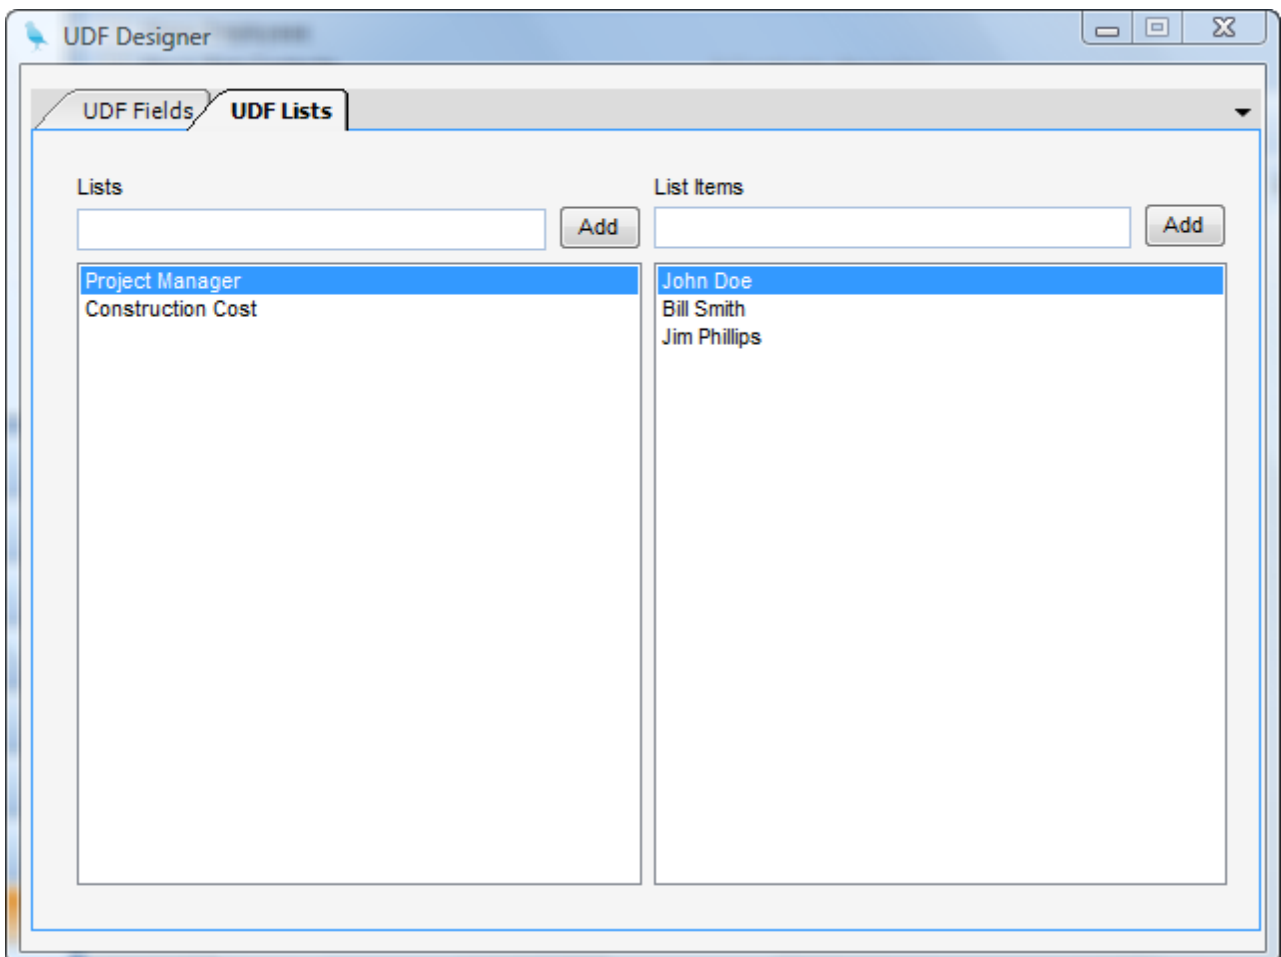 UDF Designer
UDF Fields UDF Lists
Lists List Items
Add Add
Project Manager John Doe
Construction Cost Bill Smith
Jim Phillips